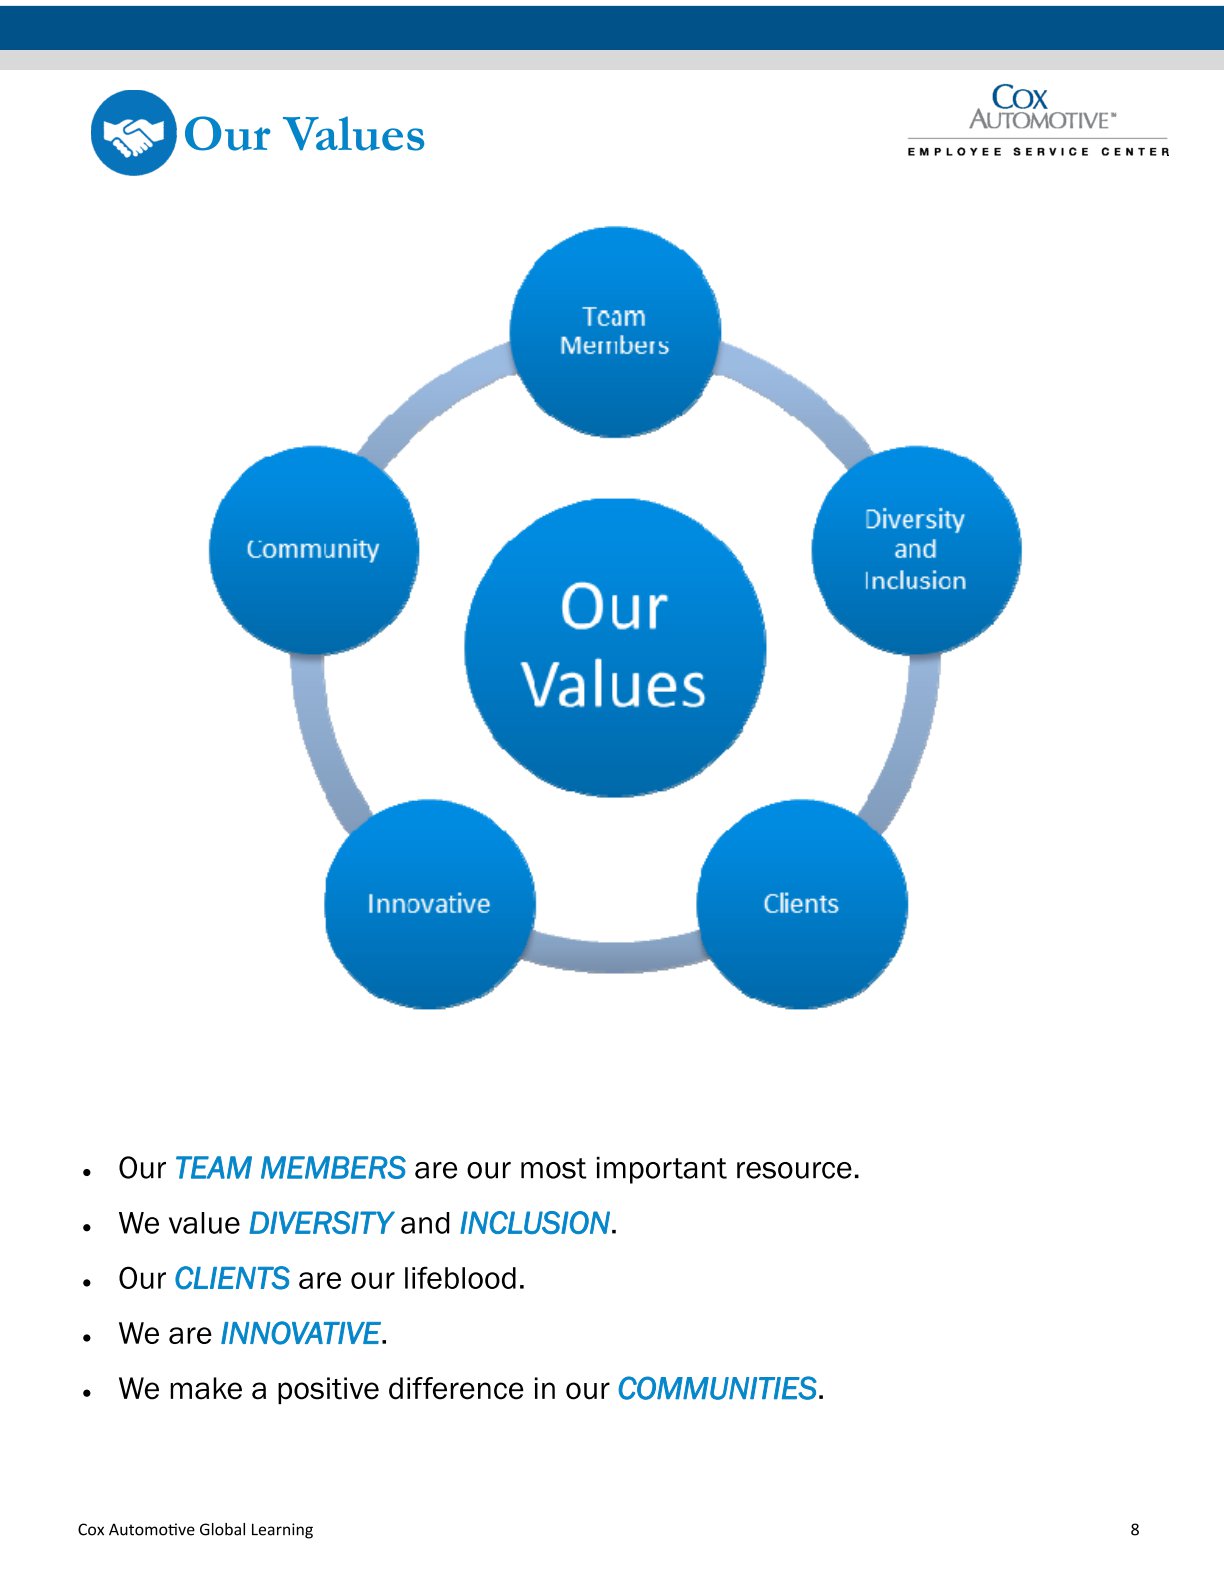 Our Values
COX
AUTOMOTIVE™
EMPLOYEE SERVICE CENTER
Team
Members
Diversity
and
Inclusion
Community
Our
Values
Innovative
Clients
• Our TEAM MEMBERS are our most important resource.
• We value DIVERSITY and INCLUSION.
• Our CLIENTS are our lifeblood.
• We are INNOVATIVE.
• We make a positive difference in our COMMUNITIES.
Cox Automotive Global Learning
8